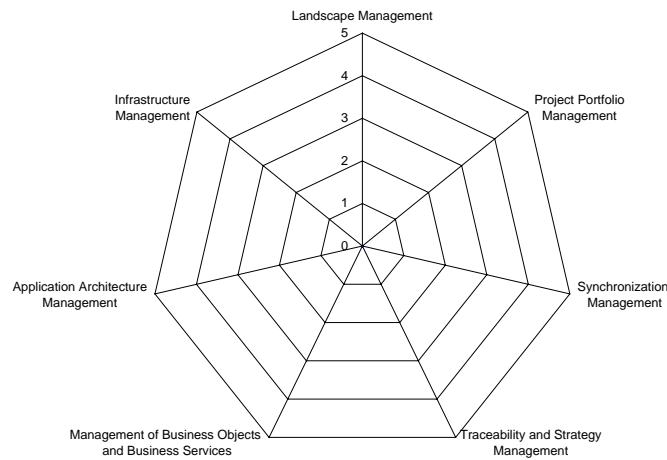 Landscape Management
5
4
3
2
1
0
Project Portfolio
Management
Synchronization
Management
Traceability and Strategy
Management
Management of Business Objects
and Business Services
Application Architecture
Management
Infrastructure
Management